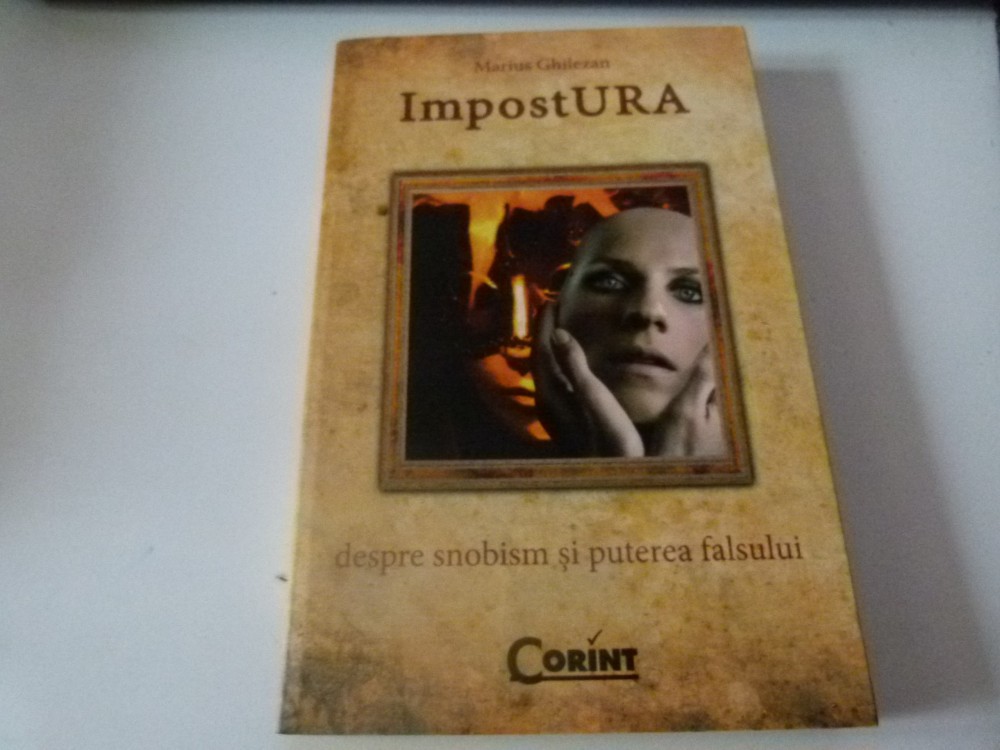 Marius Ghilezan
ImpostURA
despre snobism și puterea falsului
CORINT